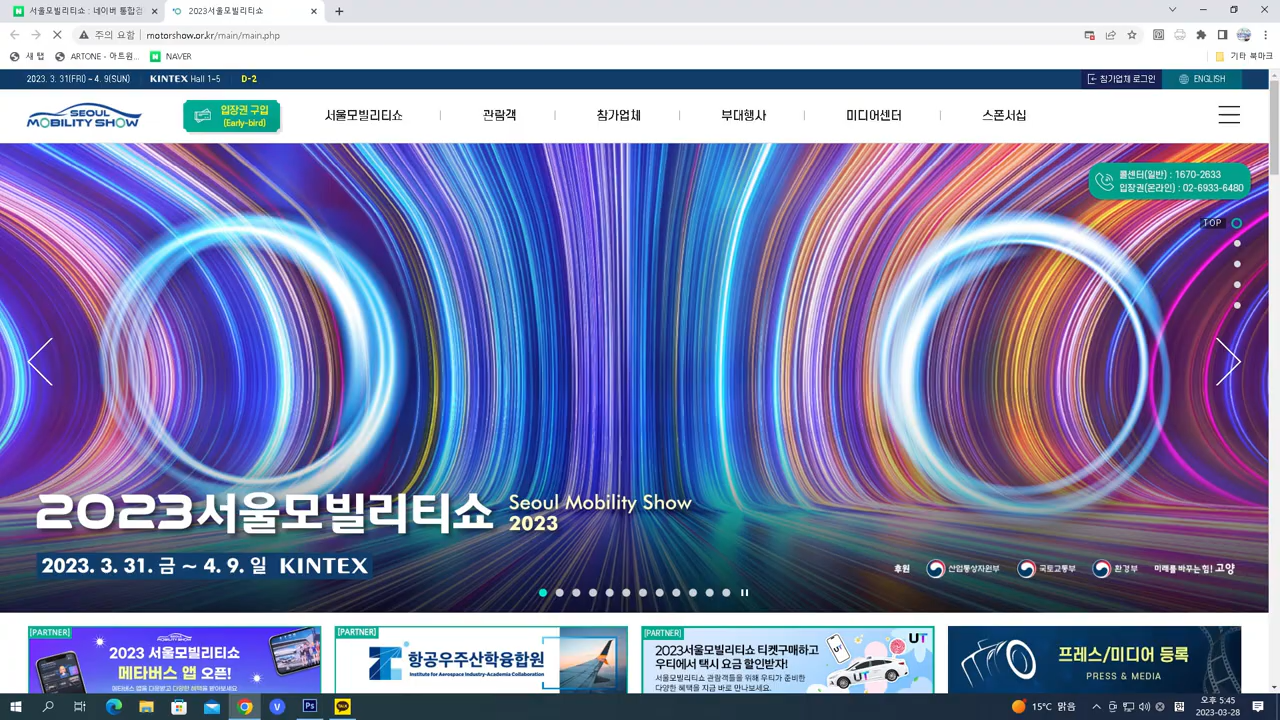 서울모빌리티쇼 : 네이버 통합검
2023서울모빌리티쇼
주의 요함
motorshow.or.kr/main/main.php
새 탭
ARTONE - 아트원...
NAVER
기타 북마크
2023. 3. 31(FRI) ~ 4. 9(SUN)
KINTEX Hall 1~5
D-2
참가업체 로그인
ENGLISH
SEOUL
MOBILITY SHOW
입장권 구입
(Early-bird)
서울모빌리티쇼
관람객
참가업체
부대행사
미디어센터
스폰서십
콜센터(일반) : 1670-2633
입장권(온라인) : 02-6933-6480
TOP
2023서울모빌리티쇼
Seoul Mobility Show
2023
2023. 3. 31. 금 ~ 4. 9. 일 KINTEX
후원
산업통상자원부
국토교통부
환경부
미래를 바꾸는 힘! 고양
[PARTNER]
MOBILITY SHOW
2023 서울모빌리티쇼
메타버스 앱 오픈!
메타버스 앱을 다운받고 다양한 혜택을 받아보세요
[PARTNER]
항공우주산학융합원
Institute for Aerospace Industry-Academia Collaboration
[PARTNER]
UT
2023서울모빌리티쇼 티켓구매하고
우티에서 택시 요금 할인받자!
서울모빌리티쇼 관람객들을 위해 우티가 준비한
다양한 혜택을 지금 바로 만나보세요.
UT
UT
프레스/미디어 등록
PRESS & MEDIA
V
Ps
TALK
15°C 맑음
한
오후 5:45
2023-03-28